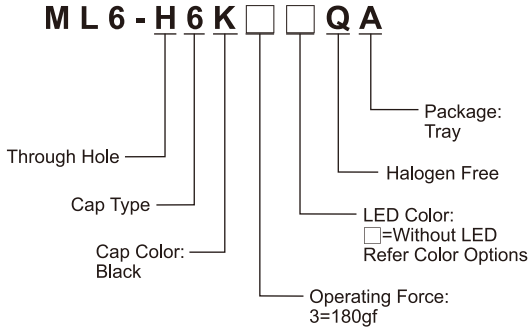 ML6-H6K□□QA
Package:
Tray
Through Hole
Halogen Free
Cap Type
LED Color:
□=Without LED
Refer Color Options
Cap Color:
Black
Operating Force:
3=180gf